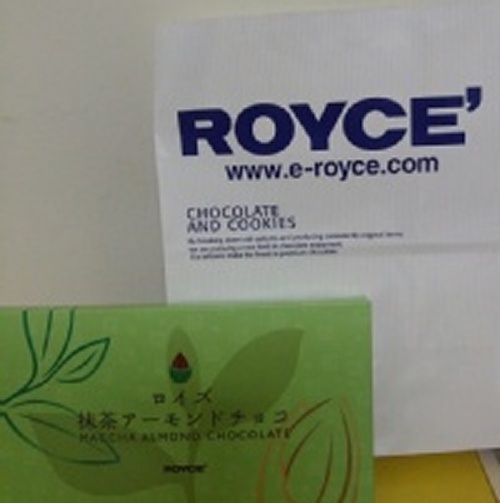 ROYCE'
www.e-royce.com
CHOCOLATE
AND COOKIES
ロイズ
抹茶アーモンドチョコ
MACCHA ALMOND CHOCOLATE
ROYCE'